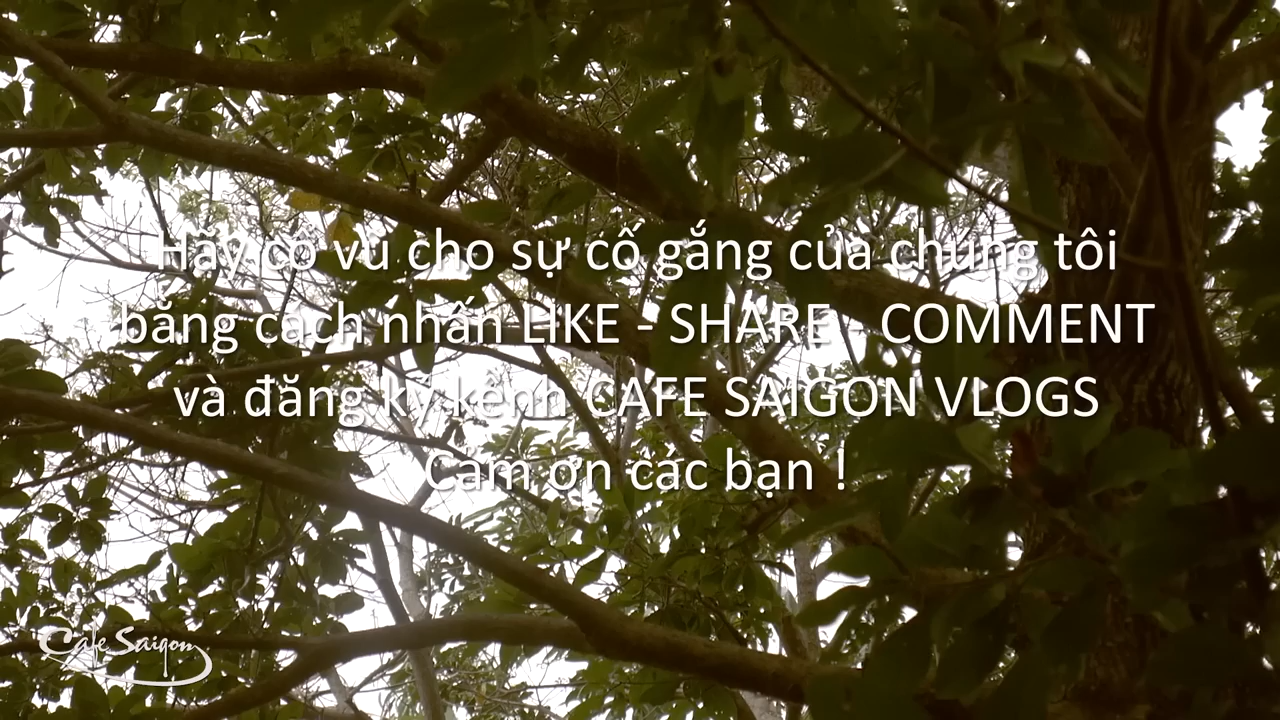 Hãy cổ vũ cho sự cố gắng của chúng tôi
bằng cách nhấn LIKE - SHARE - COMMENT
và đăng ký kênh CAFE SAIGON VLOGS
Cảm ơn các bạn !
Cafe Saigon